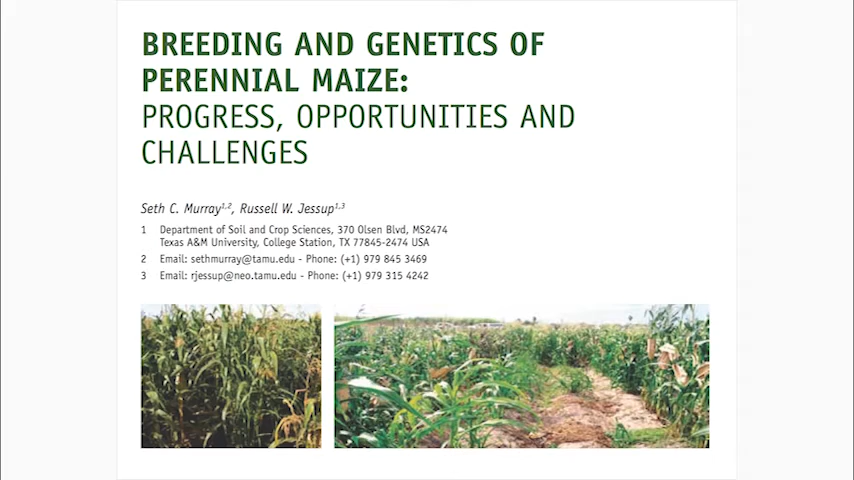 BREEDING AND GENETICS OF
PERENNIAL MAIZE:
PROGRESS, OPPORTUNITIES AND
CHALLENGES
Seth C. Murray1,2, Russell W. Jessup1,3
1 Department of Soil and Crop Sciences, 370 Olsen Blvd, MS2474
Texas A&M University, College Station, TX 77845-2474 USA
2 Email: sethmurray@tamu.edu - Phone: (+1) 979 845 3469
3 Email: rjessup@neo.tamu.edu - Phone: (+1) 979 315 4242